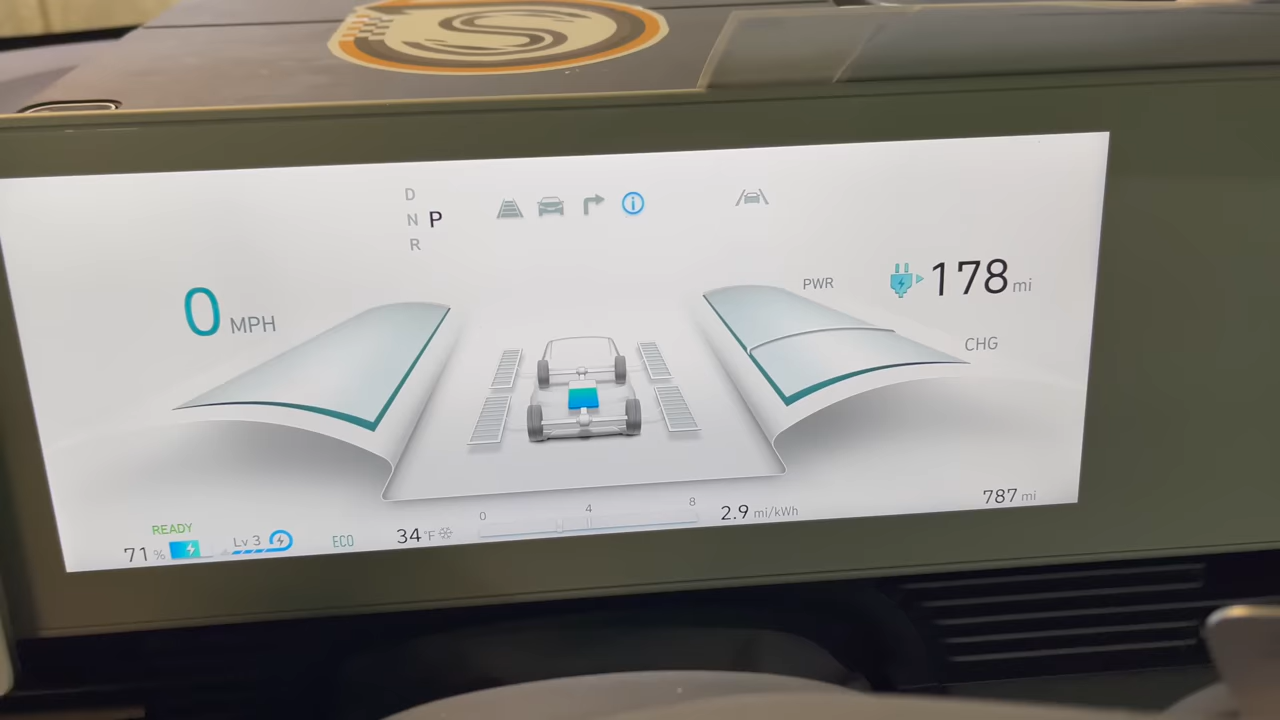 D
N P
R
0 MPH
PWR
178 mi
CHG
READY
71 %
Lv 3
ECO
34 °F
0 4 8
2.9 mi/kWh
787 mi
S